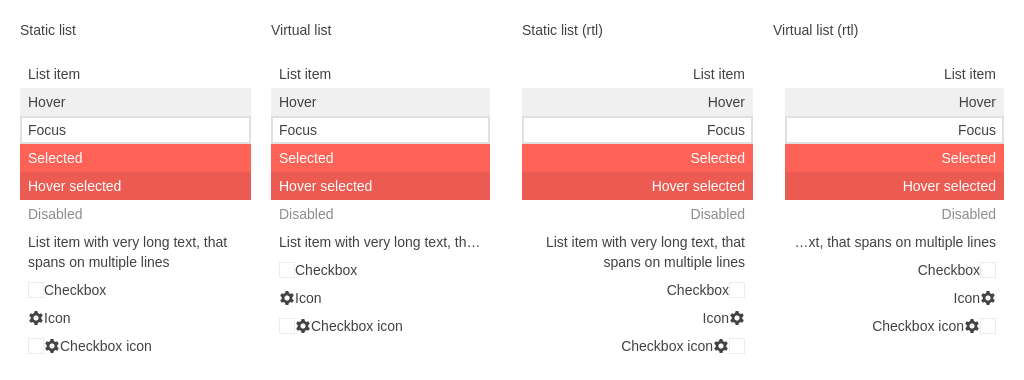 Static list
List item
Hover
Focus
Selected
Hover selected
Disabled
List item with very long text, that
spans on multiple lines
Checkbox
Icon
Checkbox icon
Virtual list
List item
Hover
Focus
Selected
Hover selected
Disabled
List item with very long text, th…
Checkbox
Icon
Checkbox icon
Static list (rtl)
List item
Hover
Focus
Selected
Hover selected
Disabled
List item with very long text, that
spans on multiple lines
Checkbox
Icon
Checkbox icon
Virtual list (rtl)
List item
Hover
Focus
Selected
Hover selected
Disabled
…xt, that spans on multiple lines
Checkbox
Icon
Checkbox icon